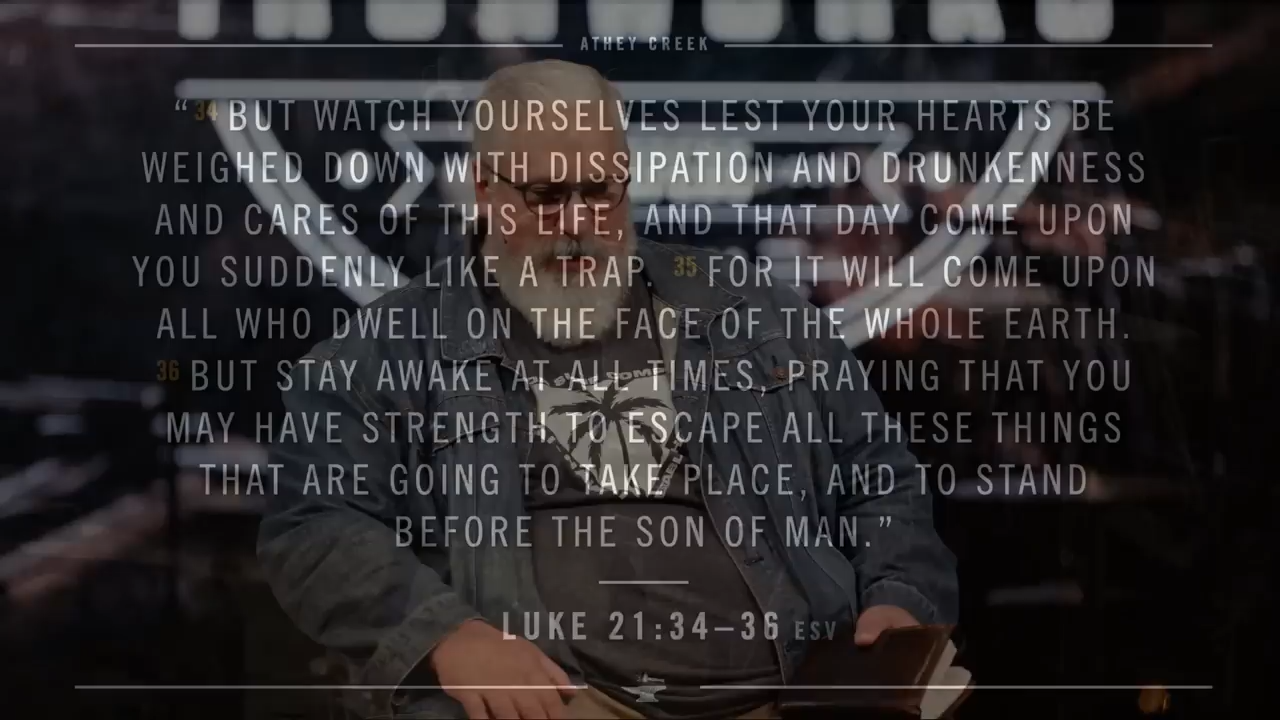 ATHEY CREEK
“34 BUT WATCH YOURSELVES LEST YOUR HEARTS BE
WEIGHED DOWN WITH DISSIPATION AND DRUNKENNESS
AND CARES OF THIS LIFE, AND THAT DAY COME UPON
YOU SUDDENLY LIKE A TRAP. 35 FOR IT WILL COME UPON
ALL WHO DWELL ON THE FACE OF THE WHOLE EARTH.
36 BUT STAY AWAKE AT ALL TIMES, PRAYING THAT YOU
MAY HAVE STRENGTH TO ESCAPE ALL THESE THINGS
THAT ARE GOING TO TAKE PLACE, AND TO STAND
BEFORE THE SON OF MAN.”
LUKE 21:34–36 ESV